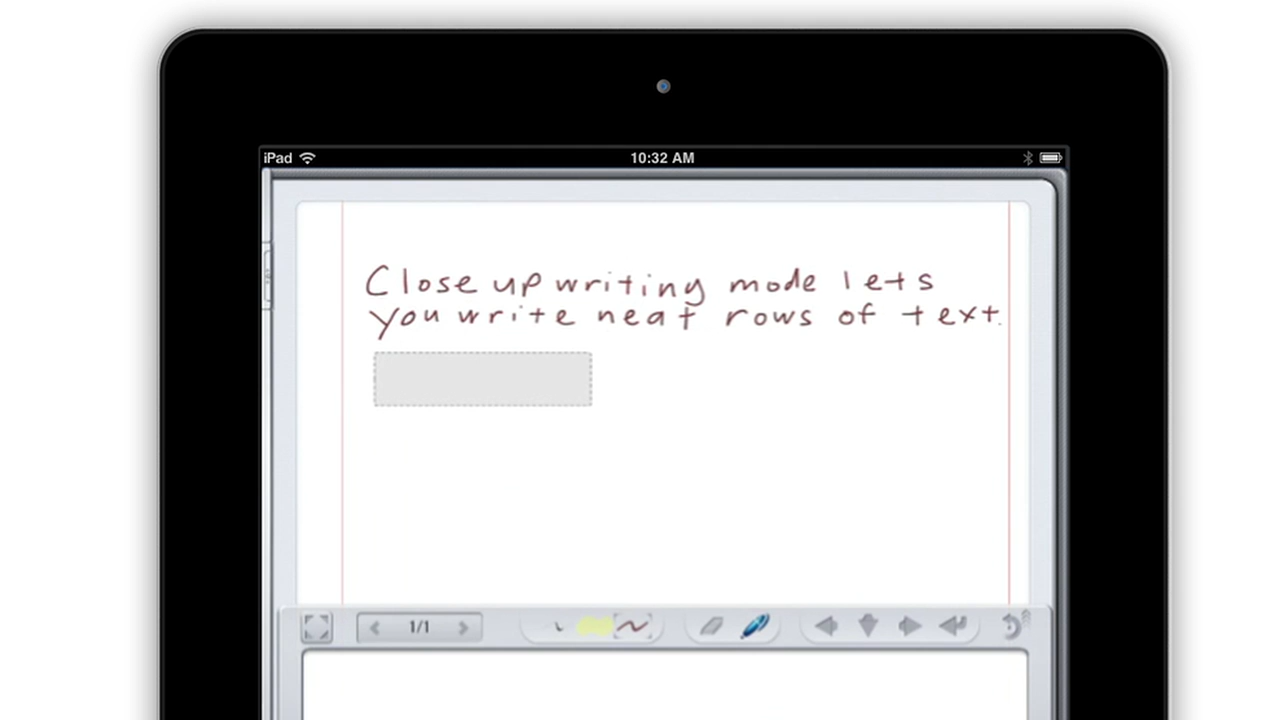 iPad 10:32 AM
Close up writing mode lets
you write neat rows of text.
1/1